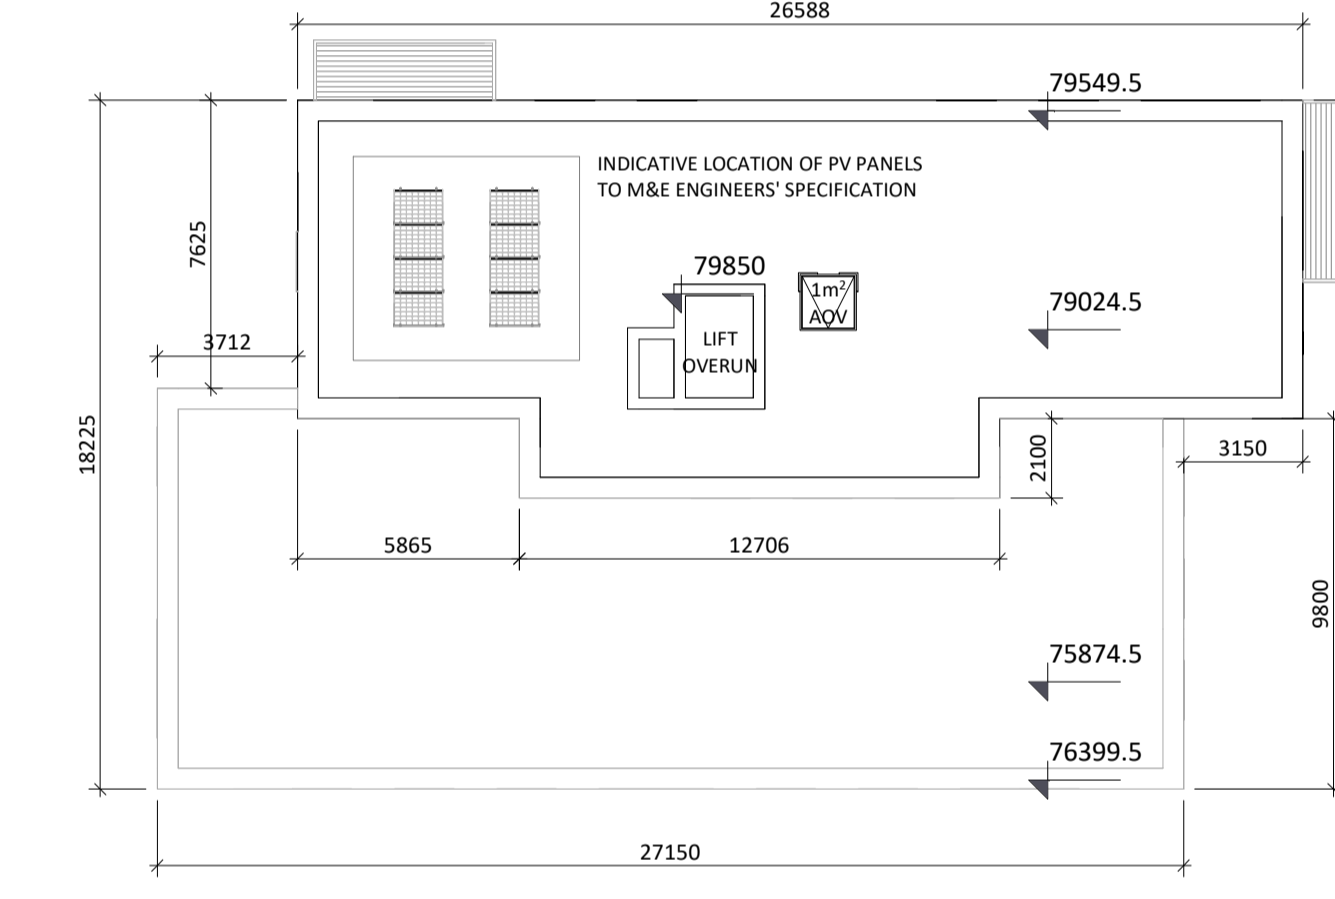 26588
79549.5
INDICATIVE LOCATION OF PV PANELS
TO M&E ENGINEERS' SPECIFICATION
7625
79850
1m²
AOV
79024.5
3712
LIFT
OVERUN
18225
2100
3150
5865
12706
9800
75874.5
76399.5
27150